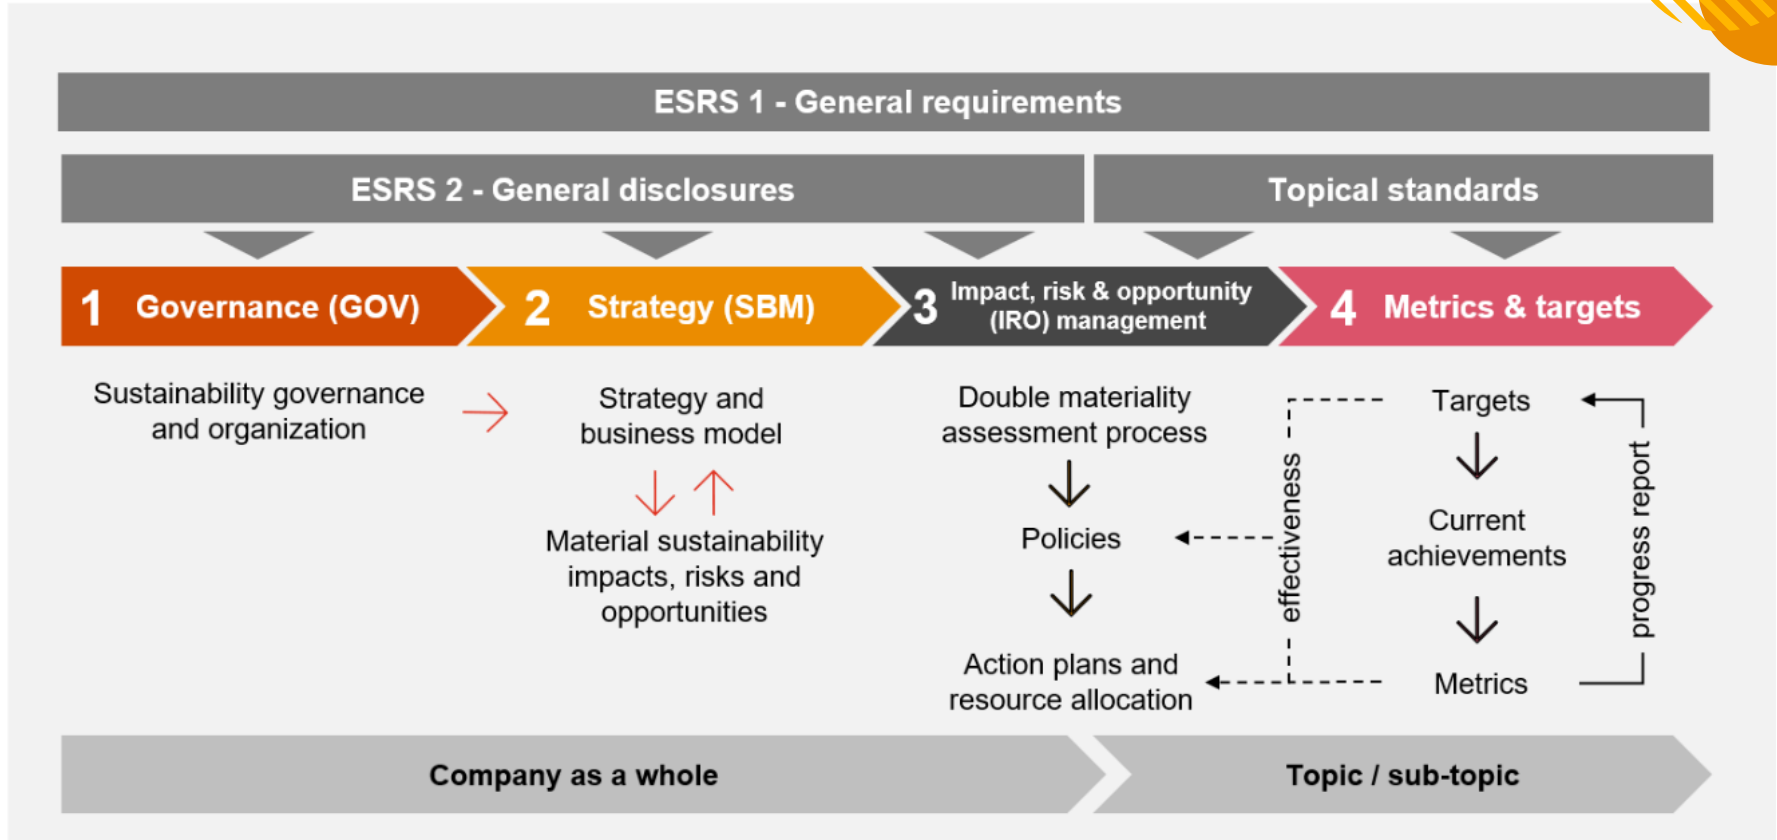 ESRS 1 - General requirements
ESRS 2 - General disclosures
Topical standards
1 Governance (GOV)
2 Strategy (SBM)
3 Impact, risk & opportunity
(IRO) management
4 Metrics & targets
Sustainability governance
and organization
Strategy and
business model
Material sustainability
impacts, risks and
opportunities
Double materiality
assessment process
Policies
Action plans and
resource allocation
effectiveness
Targets
Current
achievements
Metrics
progress report
Company as a whole
Topic / sub-topic